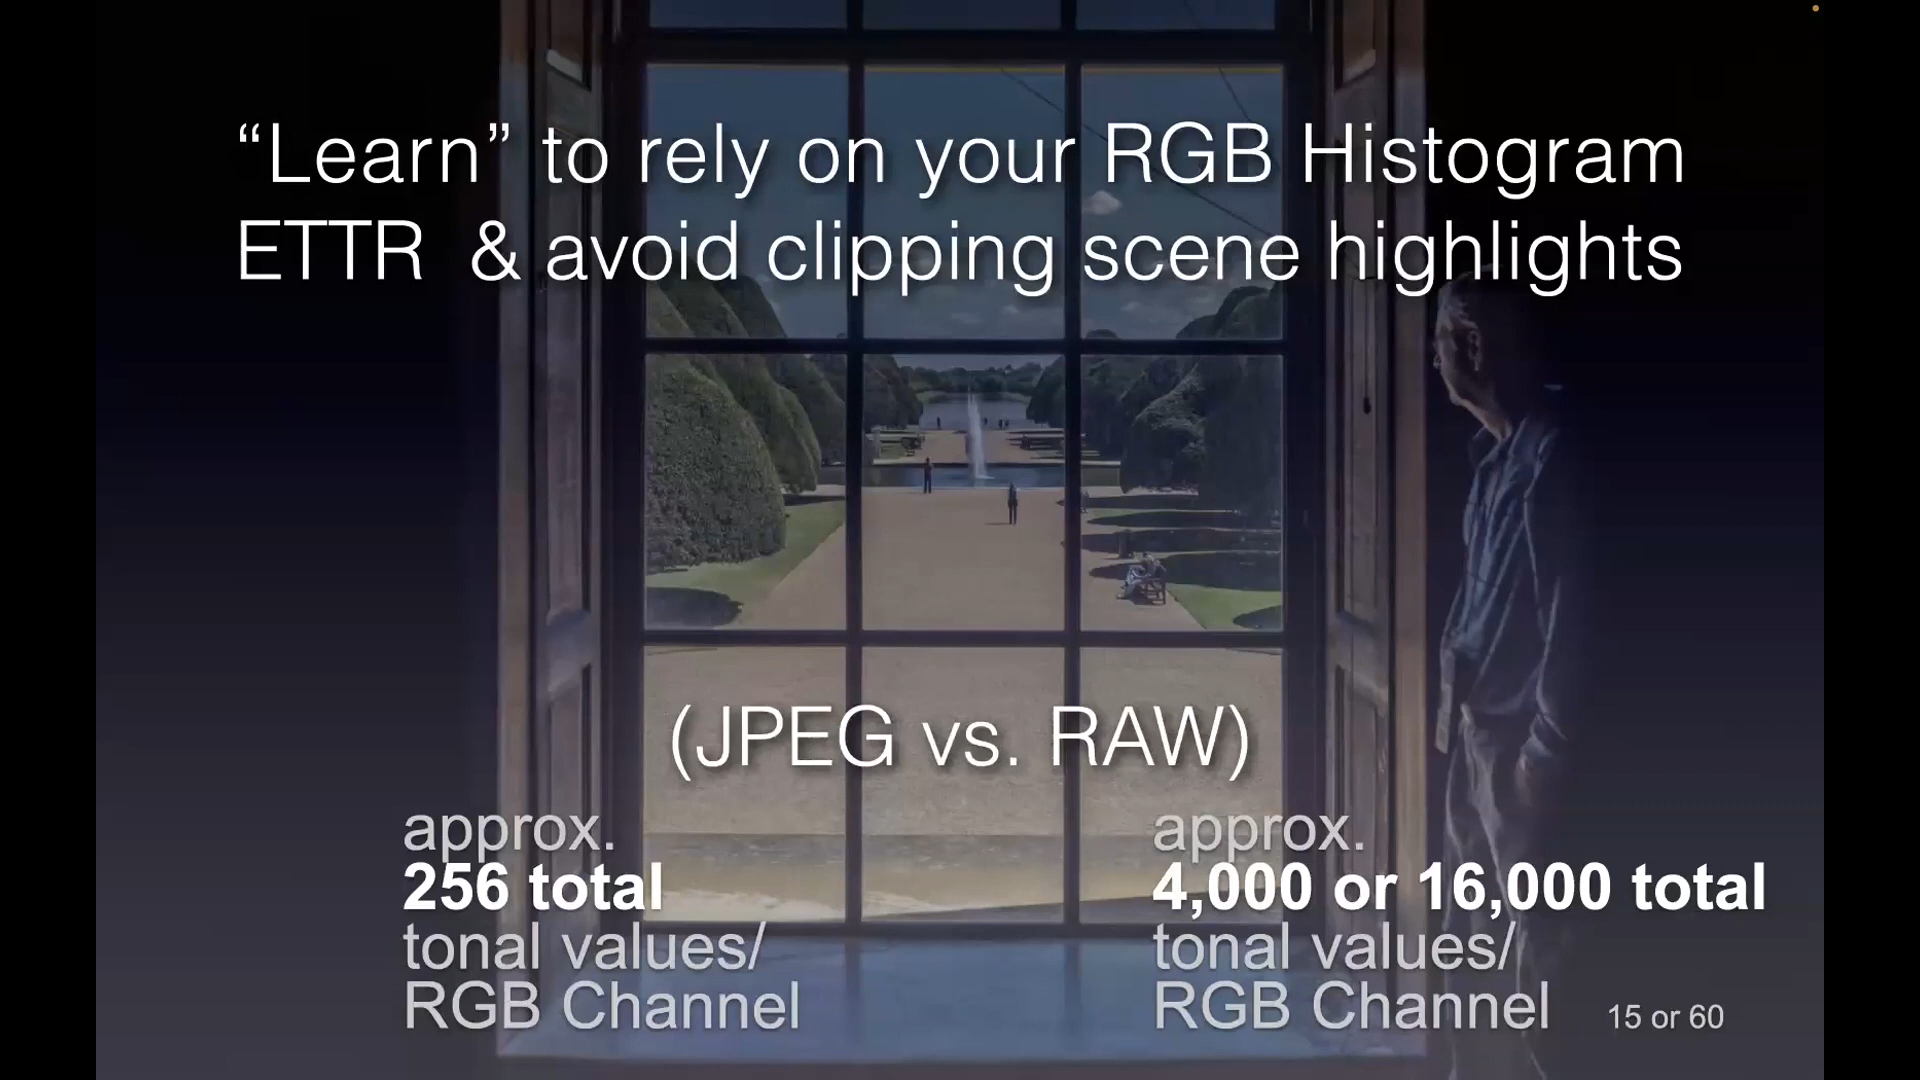 “Learn” to rely on your RGB Histogram
ETTR & avoid clipping scene highlights
(JPEG vs. RAW)
approx.
256 total
tonal values/
RGB Channel
approx.
4,000 or 16,000 total
tonal values/
RGB Channel
15 or 60